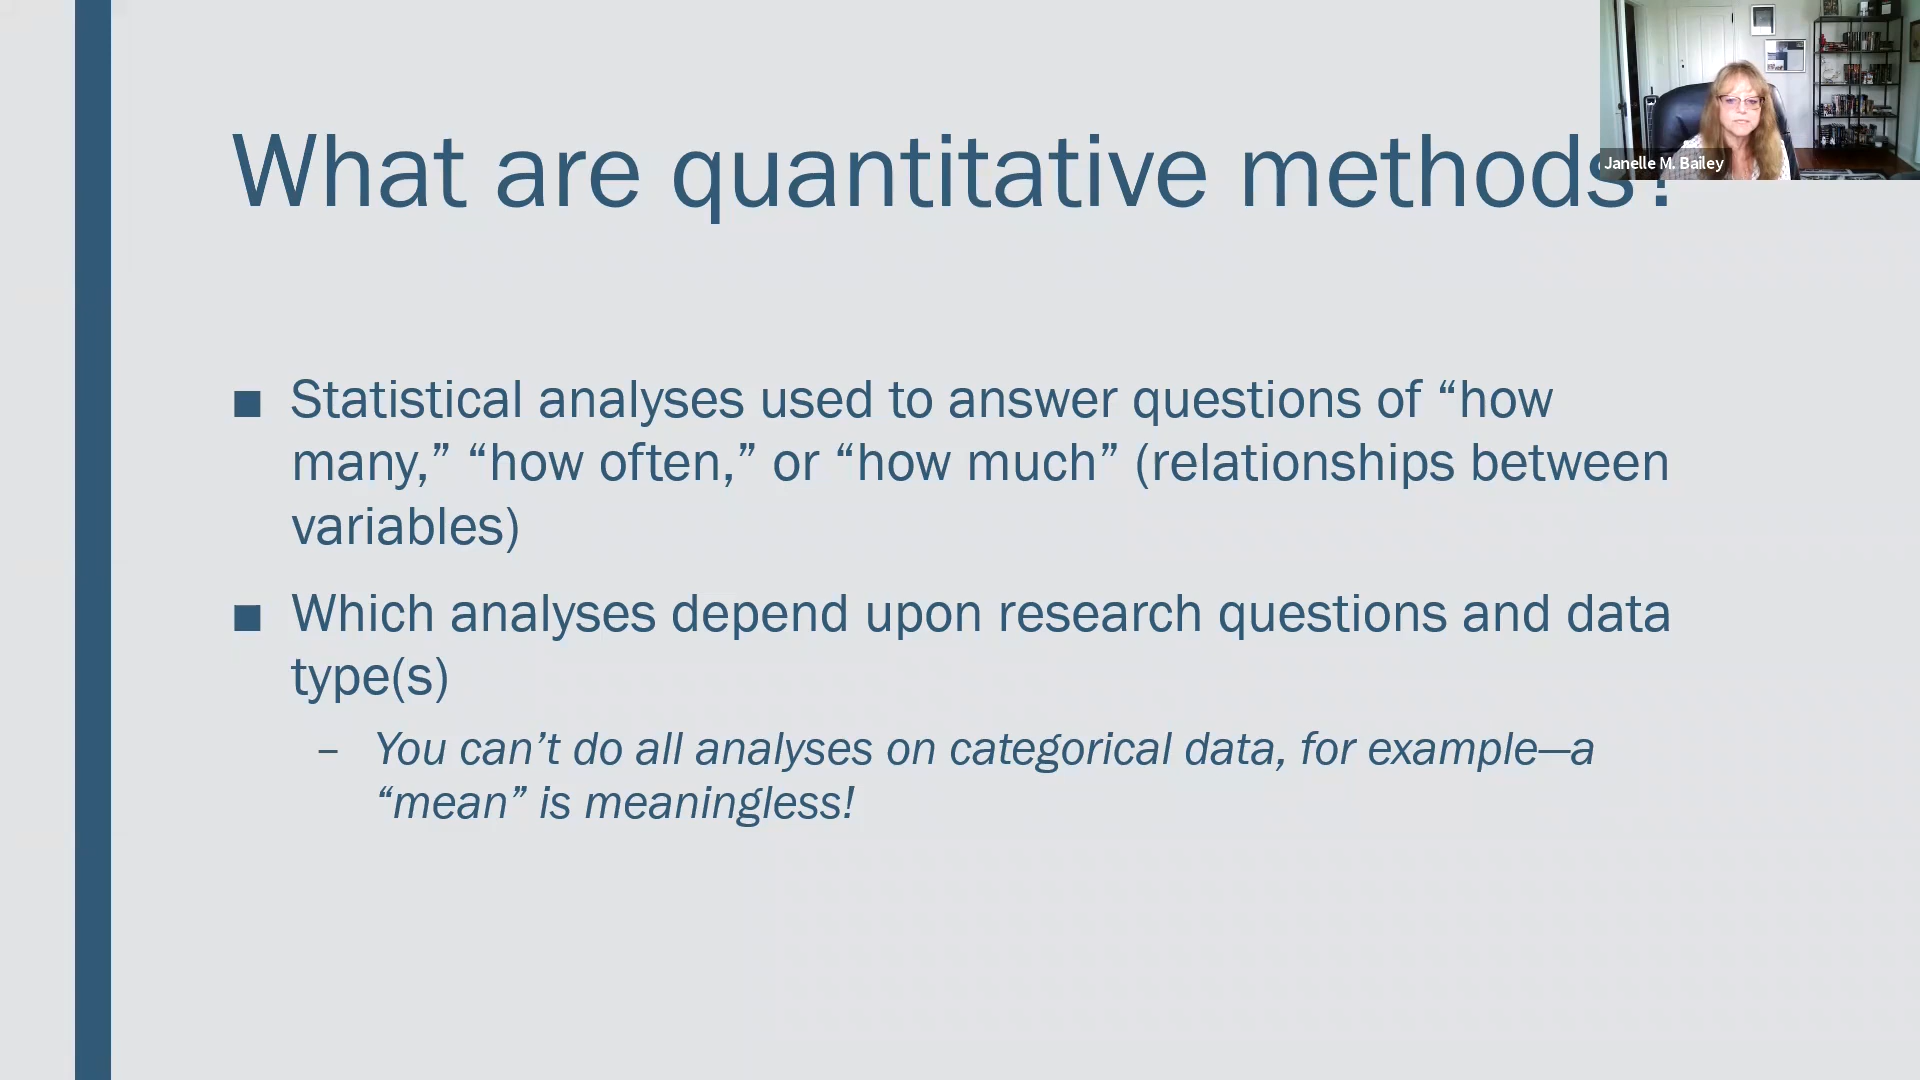 What are quantitative methods?
Janelle M. Bailey
■ Statistical analyses used to answer questions of “how
many,” “how often,” or “how much” (relationships between
variables)
■ Which analyses depend upon research questions and data
type(s)
– You can’t do all analyses on categorical data, for example—a
“mean” is meaningless!